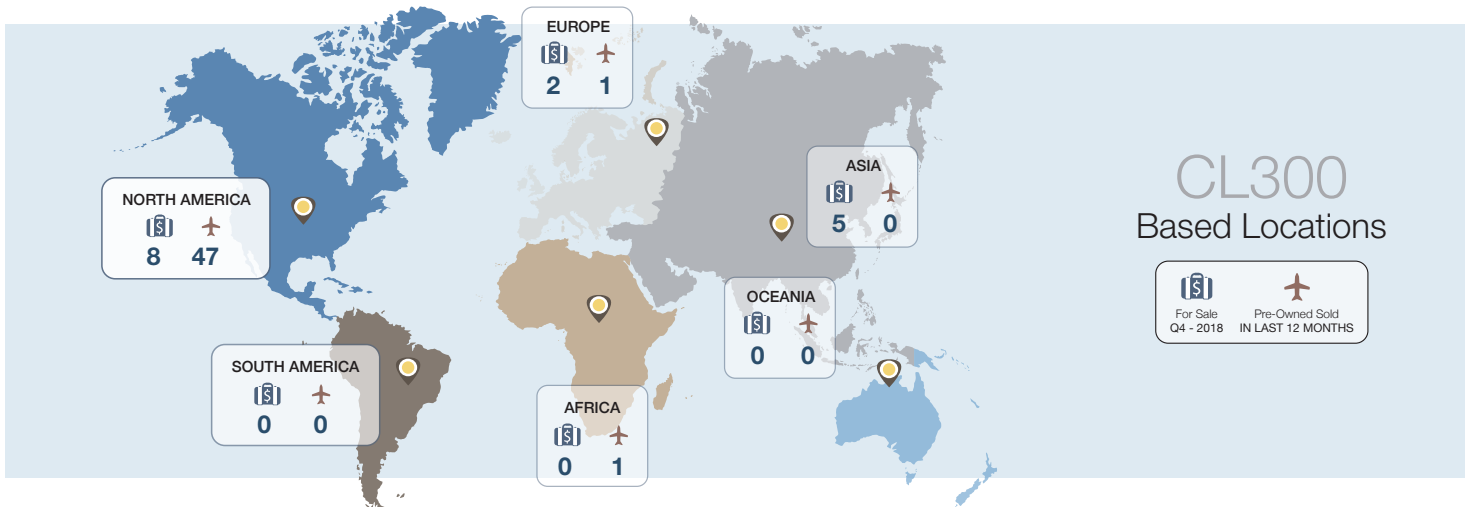 EUROPE
2 1
NORTH AMERICA
8 47
ASIA
5 0
OCEANIA
0 0
SOUTH AMERICA
0 0
AFRICA
0 1
CL300
Based Locations
For Sale
Q4 - 2018
Pre-Owned Sold
IN LAST 12 MONTHS